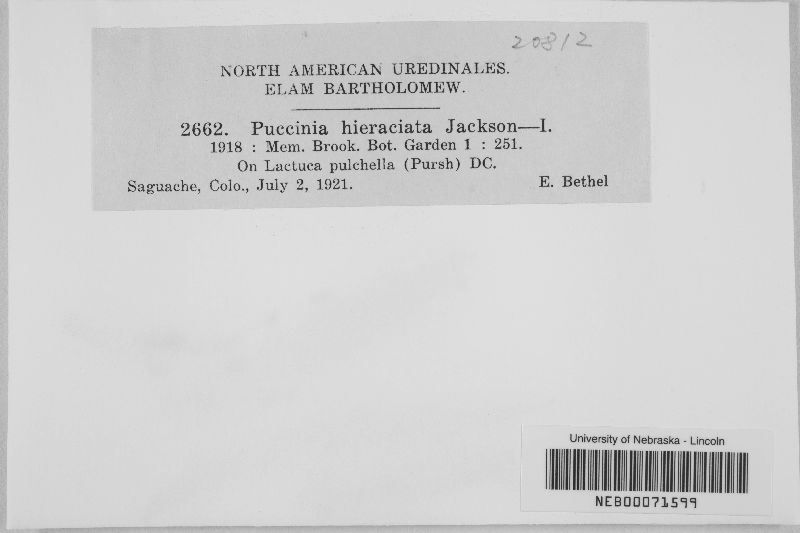 20812
NORTH AMERICAN UREDINALES.
ELAM BARTHOLOMEW.
2662. Puccinia hieraciata Jackson—I.
1918 : Mem. Brook. Bot. Garden 1 : 251.
On Lactuca pulchella (Pursh) DC.
Saguache, Colo., July 2, 1921. E. Bethel
University of Nebraska - Lincoln
NEB00071599